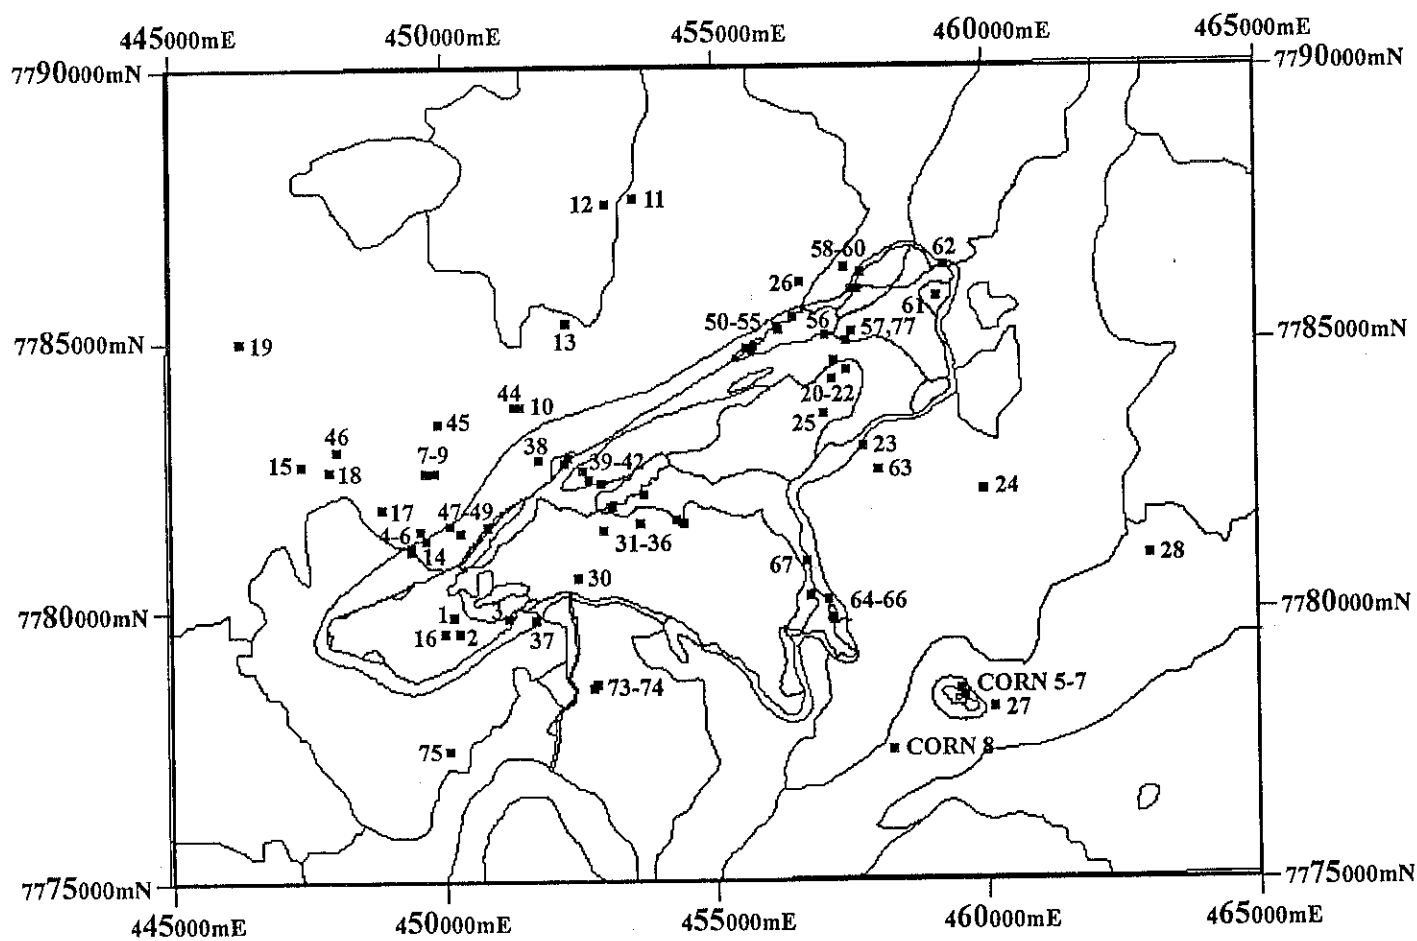 445000mE 450000mE 455000mE 460000mE 465000mE
7790000mN 7790000mN
12 11
58-60 62
26 61
50-55 56 57,77
7785000mN 19 13 7785000mN
20-22
44 10 25
45
46 38 23
15 18 7-9 39-42 63
24
17 47-49
4-6 14 31-36 28
67
30
7780000mN 1 3 64-66 7780000mN
16 2 37
73-74 CORN 5-7
27
75 CORN 8
7775000mN 7775000mN
445000mE 450000mE 455000mE 460000mE 465000mE